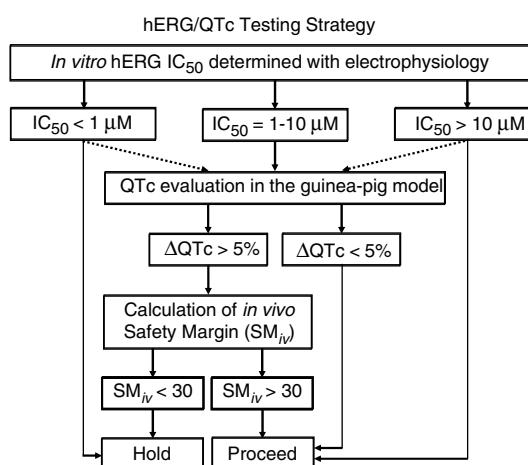 hERG/QTc Testing Strategy
In vitro hERG IC50 determined with electrophysiology
IC50 < 1 μM
IC50 = 1-10 μM
IC50 > 10 μM
QTc evaluation in the guinea-pig model
ΔQTc > 5%
ΔQTc < 5%
Calculation of in vivo
Safety Margin (SMiv)
SMiv < 30
SMiv > 30
Hold
Proceed